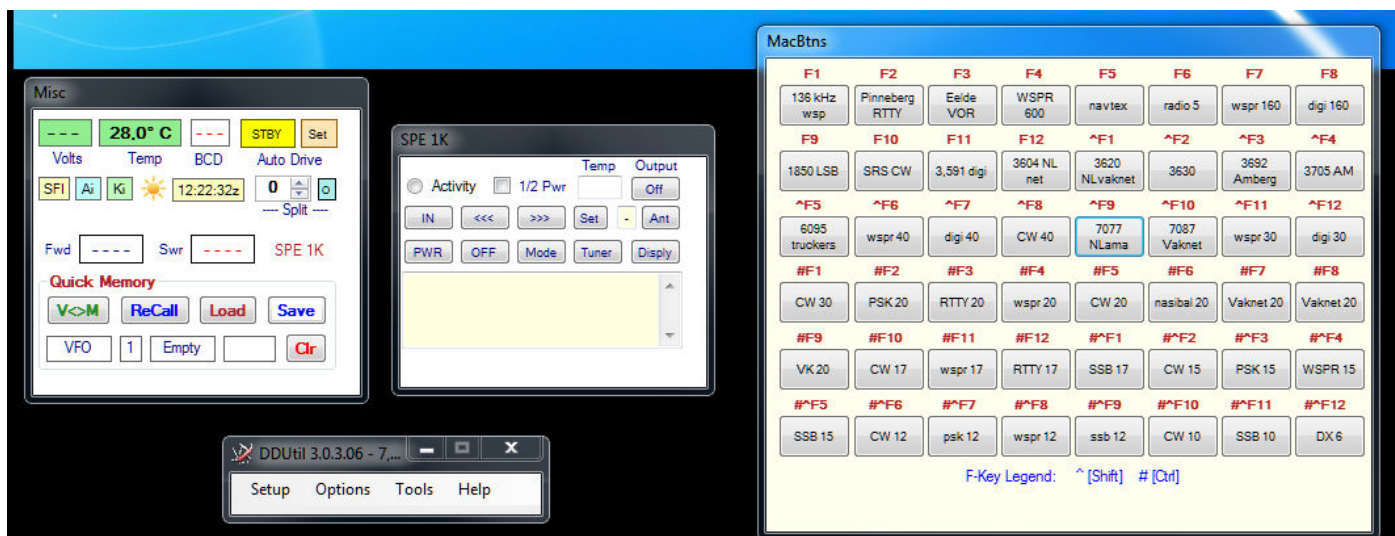 MacBtns
F1 F2 F3 F4 F5 F6 F7 F8
136 kHz wsp Pinneberg RTTY Eelde VOR WSPR 600 navtex radio 5 wspr 160 digi 160
F9 F10 F11 F12 ^F1 ^F2 ^F3 ^F4
1850 LSB SRS CW 3,591 digi 3604 NL net 3620 NLvaknet 3630 3692 Amberg 3705 AM
^F5 ^F6 ^F7 ^F8 ^F9 ^F10 ^F11 ^F12
6095 truckers wspr 40 digi 40 CW 40 7077 NLama 7087 Vaknet wspr 30 digi 30
#F1 #F2 #F3 #F4 #F5 #F6 #F7 #F8
CW 30 PSK 20 RTTY 20 wspr 20 CW 20 nasibal 20 Vaknet 20 Vaknet 20
#F9 #F10 #F11 #F12 #^F1 #^F2 #^F3 #^F4
VK 20 CW 17 wspr 17 RTTY 17 SSB 17 CW 15 PSK 15 WSPR 15
#^F5 #^F6 #^F7 #^F8 #^F9 #^F10 #^F11 #^F12
SSB 15 CW 12 psk 12 wspr 12 ssb 12 CW 10 SSB 10 DX 6
F-Key Legend: ^ [Shift] # [Ctrl]
Misc
--- 28,0° C --- STBY Set
Volts Temp BCD Auto Drive
SFI Ai Ki 12:22:32z 0 o
---- Split ----
Fwd ---- Swr ---- SPE 1K
Quick Memory
V<>M ReCall Load Save
VFO 1 Empty Clr
SPE 1K
Temp Output
Activity 1/2 Pwr Off
IN <<< >>> Set - Ant
PWR OFF Mode Tuner Disply
DDUtil 3.0.3.06 - 7,... X
Setup Options Tools Help